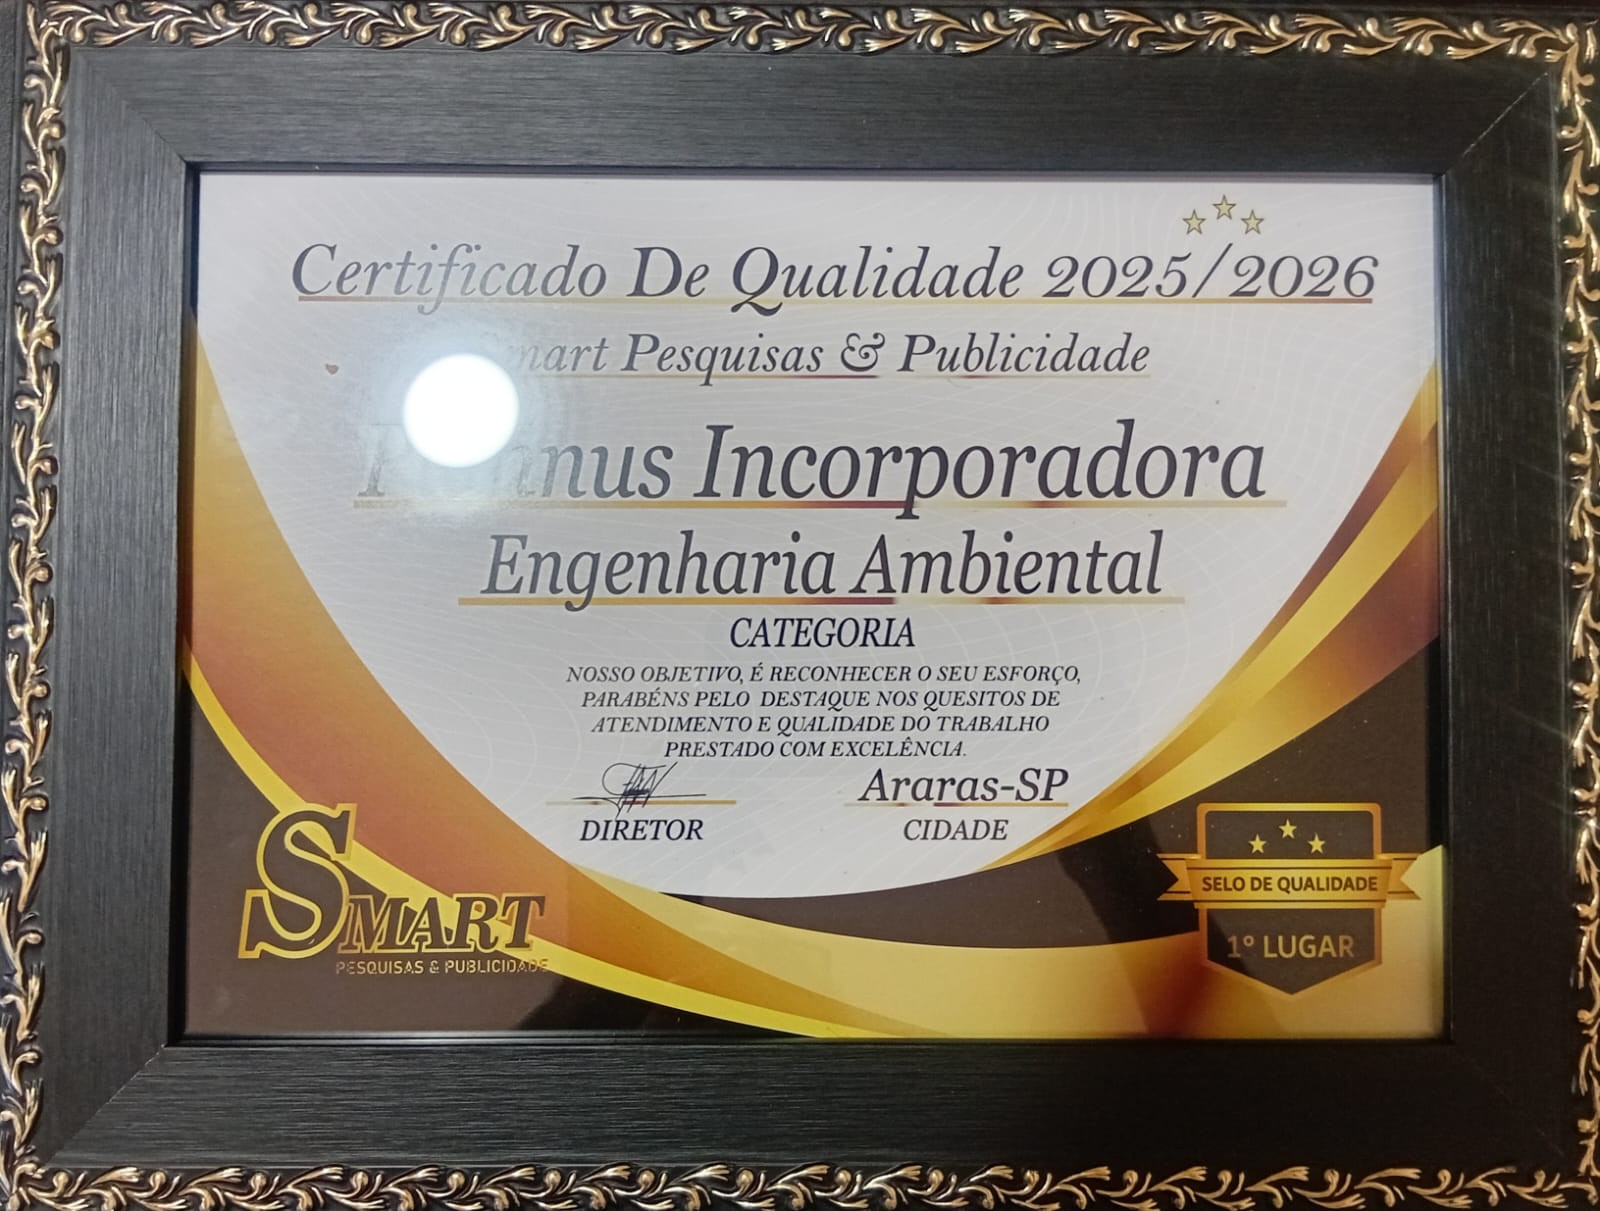 Certificado De Qualidade 2025/2026
Smart Pesquisas & Publicidade
Incorporadora
Engenharia Ambiental
CATEGORIA
NOSSO OBJETIVO, É RECONHECER O SEU ESFORÇO,
PARABÉNS PELO DESTAQUE NOS QUESITOS DE
ATENDIMENTO E QUALIDADE DO TRABALHO
PRESTADO COM EXCELÊNCIA.
Araras-SP
DIRETOR
CIDADE
SMART
PESQUISAS & PUBLICIDADE
SELO DE QUALIDADE
1º LUGAR